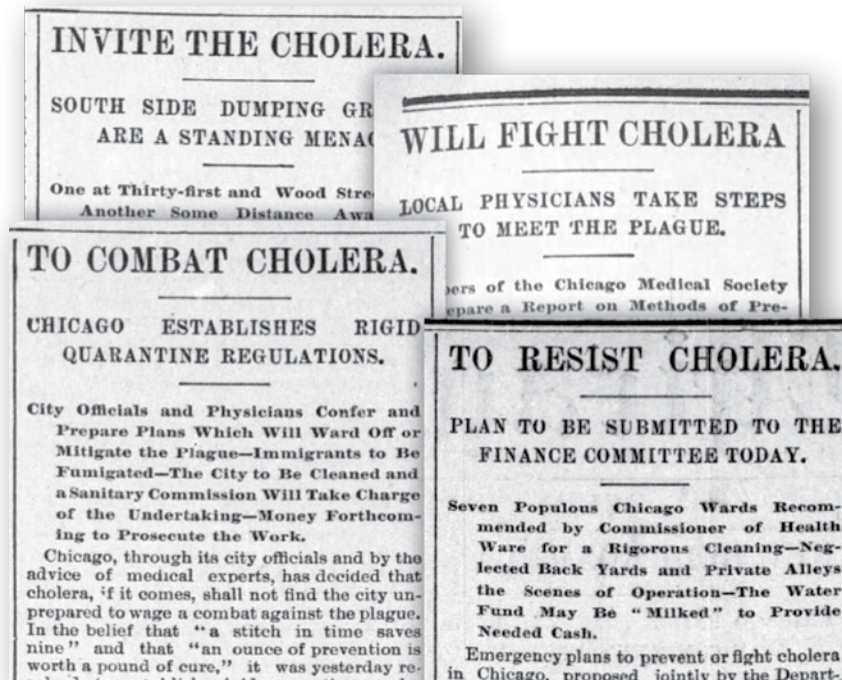 INVITE THE CHOLERA.
SOUTH SIDE DUMPING GR
ARE A STANDING MENAC
One at Thirty-first and Wood Stre
Another Some Distance Awa
WILL FIGHT CHOLERA
LOCAL PHYSICIANS TAKE STEPS
TO MEET THE PLAGUE.
bers of the Chicago Medical Society
epare a Report on Methods of Pre-
TO COMBAT CHOLERA.
CHICAGO ESTABLISHES RIGID
QUARANTINE REGULATIONS.
City Officials and Physicians Confer and
Prepare Plans Which Will Ward Off or
Mitigate the Plague—Immigrants to Be
Fumigated—The City to Be Cleaned and
a Sanitary Commission Will Take Charge
of the Undertaking—Money Forthcom-
ing to Prosecute the Work.
Chicago, through its city officials and by the
advice of medical experts, has decided that
cholera, if it comes, shall not find the city un-
prepared to wage a combat against the plague.
In the belief that "a stitch in time saves
nine" and that "an ounce of prevention is
worth a pound of cure," it was yesterday re-
TO RESIST CHOLERA.
PLAN TO BE SUBMITTED TO THE
FINANCE COMMITTEE TODAY.
Seven Populous Chicago Wards Recom-
mended by Commissioner of Health
Ware for a Rigorous Cleaning—Neg-
lected Back Yards and Private Alleys
the Scenes of Operation—The Water
Fund May Be "Milked" to Provide
Needed Cash.
Emergency plans to prevent or fight cholera
in Chicago, proposed jointly by the Depart-